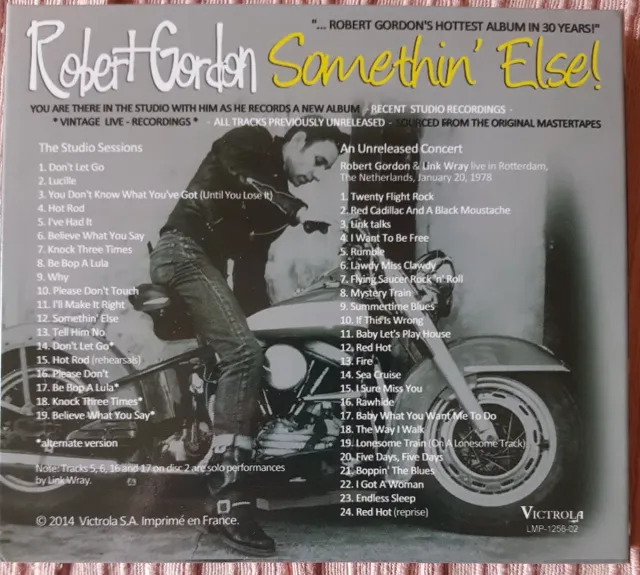 "... ROBERT GORDON'S HOTTEST ALBUM IN 30 YEARS!"
Robert Gordon Somethin' Else!
YOU ARE THERE IN THE STUDIO WITH HIM AS HE RECORDS A NEW ALBUM - RECENT STUDIO RECORDINGS -
* VINTAGE LIVE - RECORDINGS * - ALL TRACKS PREVIOUSLY UNRELEASED - SOURCED FROM THE ORIGINAL MASTERTAPES
The Studio Sessions
1. Don't Let Go
2. Lucille
3. You Don't Know What You've Got (Until You Lose It)
4. Hot Rod
5. I've Had It
6. Believe What You Say
7. Knock Three Times
8. Be Bop A Lula
9. Why
10. Please Don't Touch
11. I'll Make It Right
12. Somethin' Else
13. Tell Him No
14. Don't Let Go*
15. Hot Rod (rehearsals)
16. Please Don't
17. Be Bop A Lula*
18. Knock Three Times*
19. Believe What You Say*
*alternate version
Note: Tracks 5, 6, 16 and 17 on disc 2 are solo performances
by Link Wray.
© 2014 Victrola S.A. Imprimé en France.
An Unreleased Concert
Robert Gordon & Link Wray live in Rotterdam,
The Netherlands, January 20, 1978
1. Twenty Flight Rock
2. Red Cadillac And A Black Moustache
3. Link talks
4. I Want To Be Free
5. Rumble
6. Lawdy Miss Clawdy
7. Flying Saucer Rock 'n' Roll
8. Mystery Train
9. Summertime Blues
10. If This Is Wrong
11. Baby Let's Play House
12. Red Hot
13. Fire
14. Sea Cruise
15. I Sure Miss You
16. Rawhide
17. Baby What You Want Me To Do
18. The Way I Walk
19. Lonesome Train (On A Lonesome Track)
20. Five Days, Five Days
21. Boppin' The Blues
22. I Got A Woman
23. Endless Sleep
24. Red Hot (reprise)
VICTROLA
LMP-1256-02